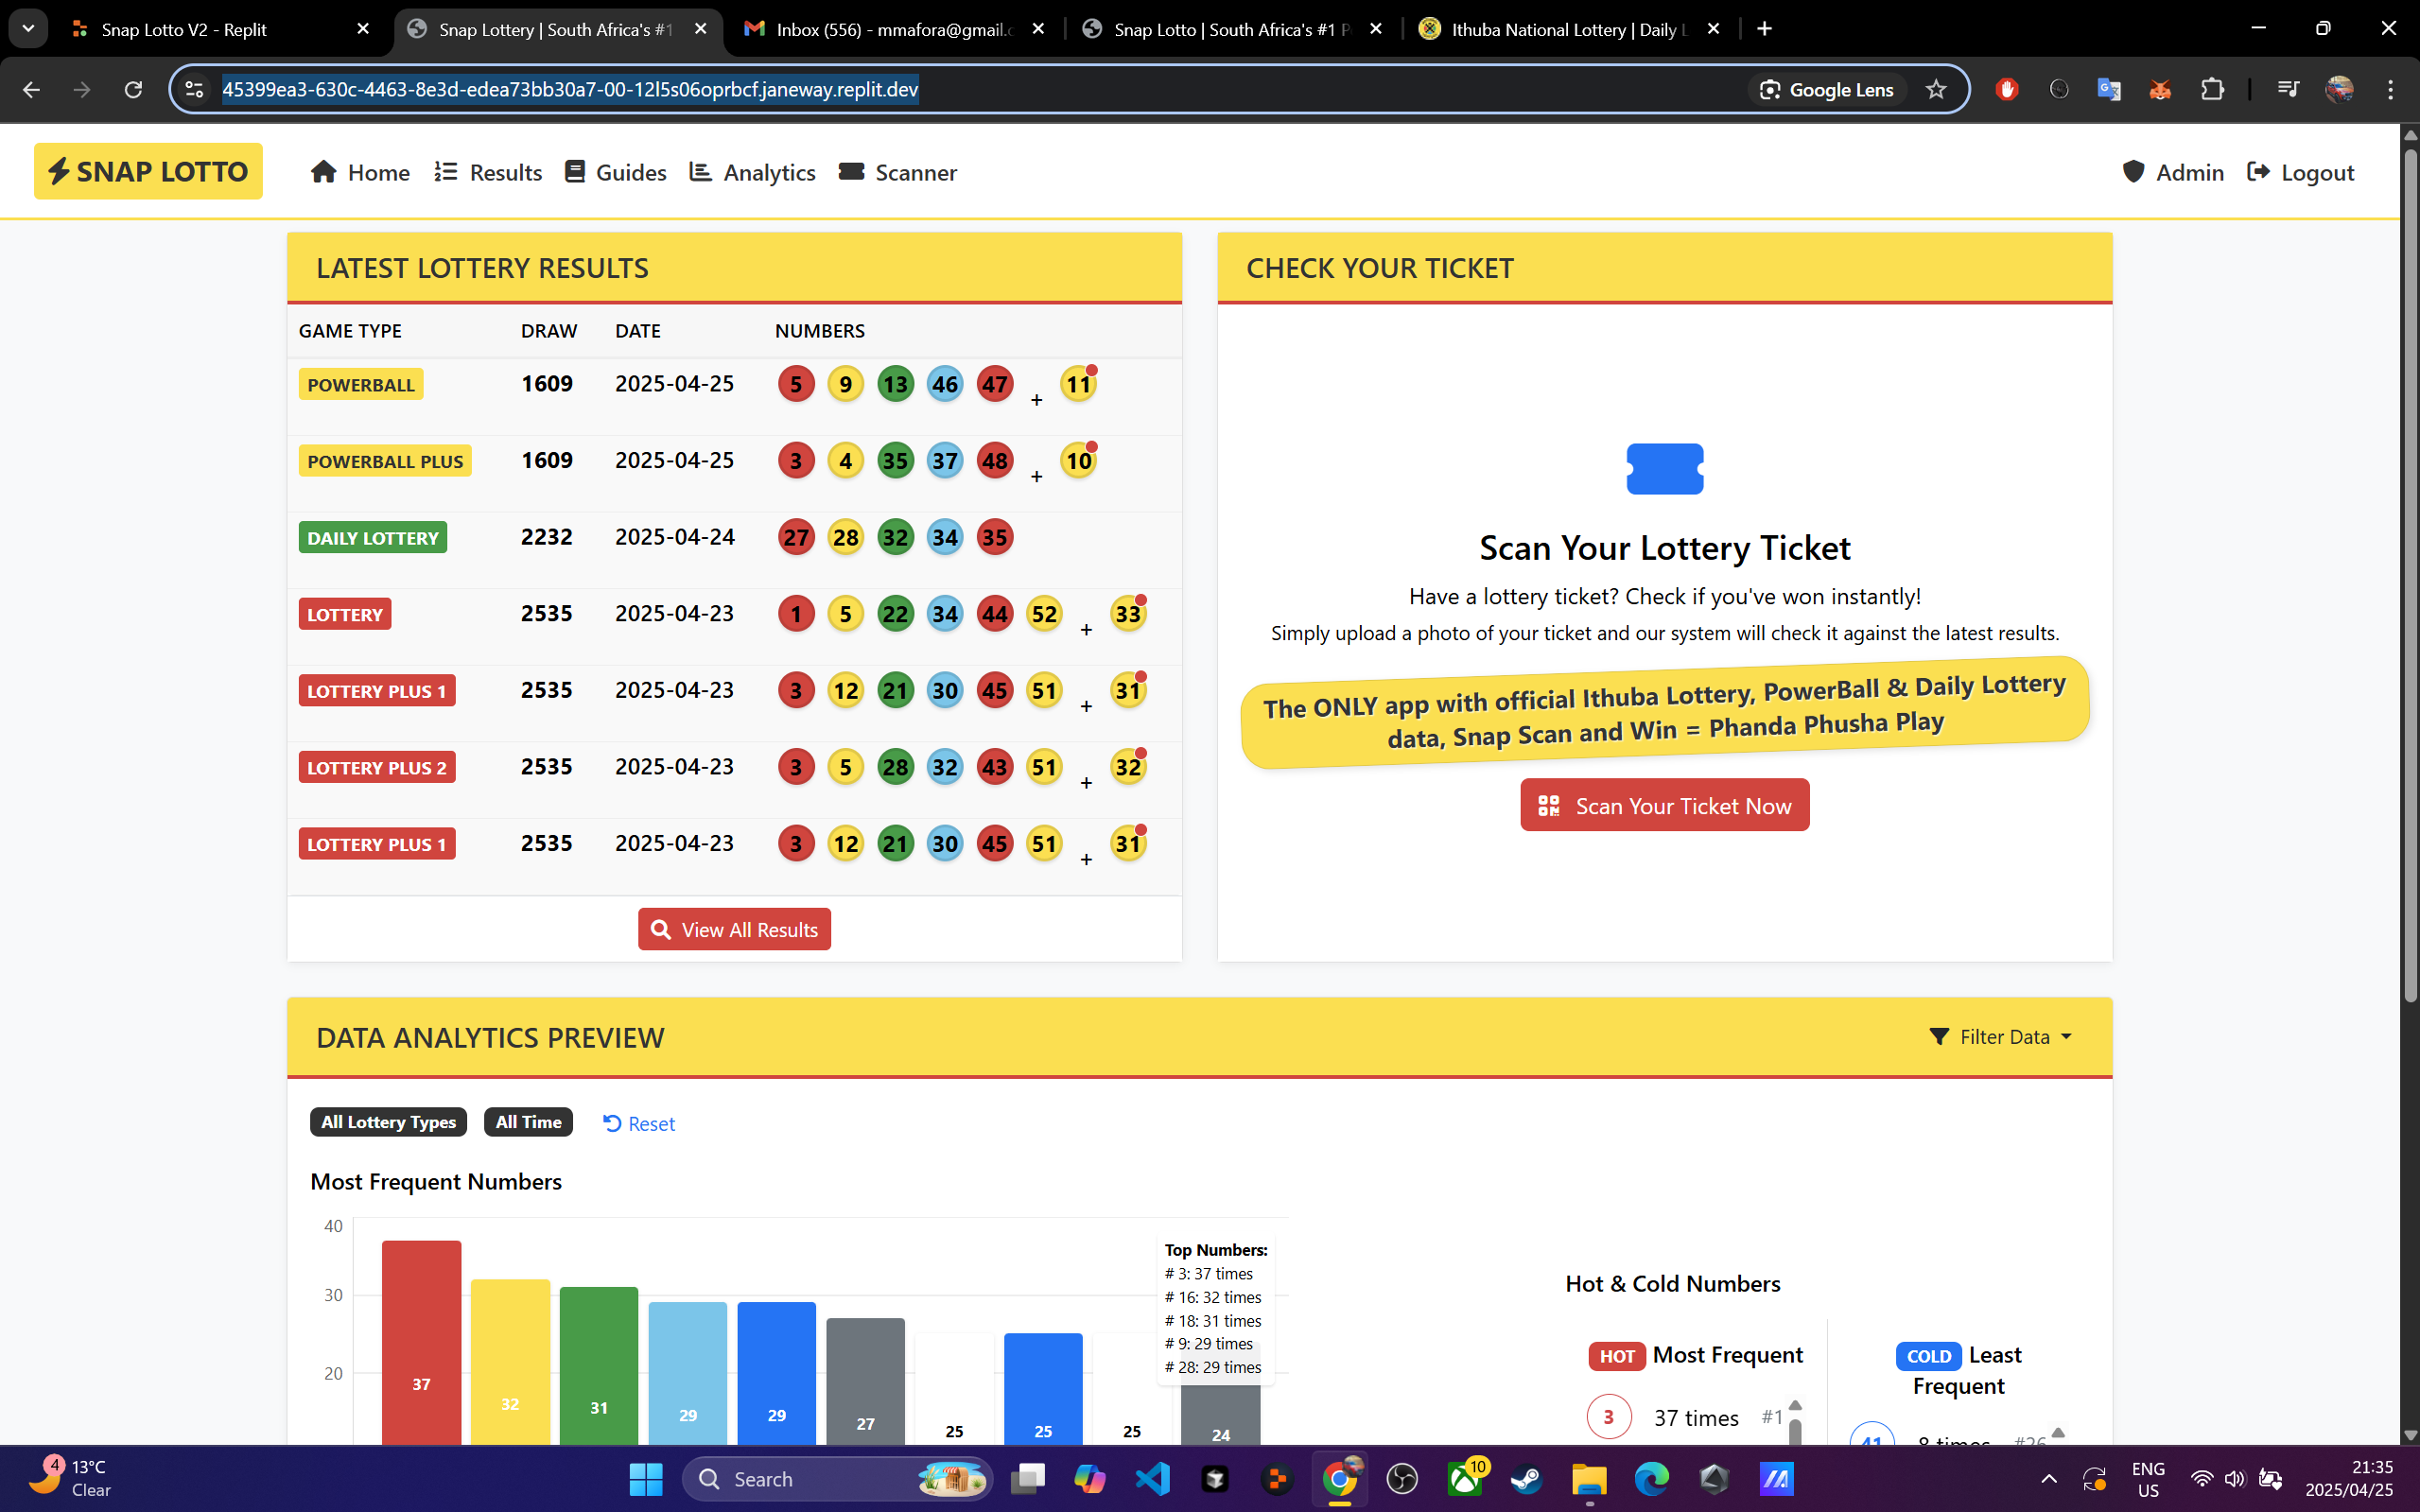 Snap Lotto V2 - Replit
Snap Lottery | South Africa's #1
Inbox (556) - mmafora@gmail.c
Snap Lotto | South Africa's #1 P
Ithuba National Lottery | Daily L
45399ea3-630c-4463-8e3d-edea73bb30a7-00-12l5s06oprbcf.janeway.replit.dev
Google Lens
SNAP LOTTO
Home
Results
Guides
Analytics
Scanner
Admin
Logout
LATEST LOTTERY RESULTS
GAME TYPE DRAW DATE NUMBERS
POWERBALL 1609 2025-04-25 5 9 13 46 47 + 11
POWERBALL PLUS 1609 2025-04-25 3 4 35 37 48 + 10
DAILY LOTTERY 2232 2025-04-24 27 28 32 34 35
LOTTERY 2535 2025-04-23 1 5 22 34 44 52 + 33
LOTTERY PLUS 1 2535 2025-04-23 3 12 21 30 45 51 + 31
LOTTERY PLUS 2 2535 2025-04-23 3 5 28 32 43 51 + 32
LOTTERY PLUS 1 2535 2025-04-23 3 12 21 30 45 51 + 31
View All Results
CHECK YOUR TICKET
Scan Your Lottery Ticket
Have a lottery ticket? Check if you've won instantly!
Simply upload a photo of your ticket and our system will check it against the latest results.
The ONLY app with official Ithuba Lottery, PowerBall & Daily Lottery
data, Snap Scan and Win = Phanda Phusha Play
Scan Your Ticket Now
DATA ANALYTICS PREVIEW
Filter Data
All Lottery Types
All Time
Reset
Most Frequent Numbers
40
30
20
37
32
31
29
29
27
25
25
25
24
Top Numbers:
# 3: 37 times
# 16: 32 times
# 18: 31 times
# 9: 29 times
# 28: 29 times
Hot & Cold Numbers
HOT Most Frequent
3 37 times #1
COLD Least
Frequent
41 8 times #26
4
13°C
Clear
Search
10
ENG
US
21:35
2025/04/25